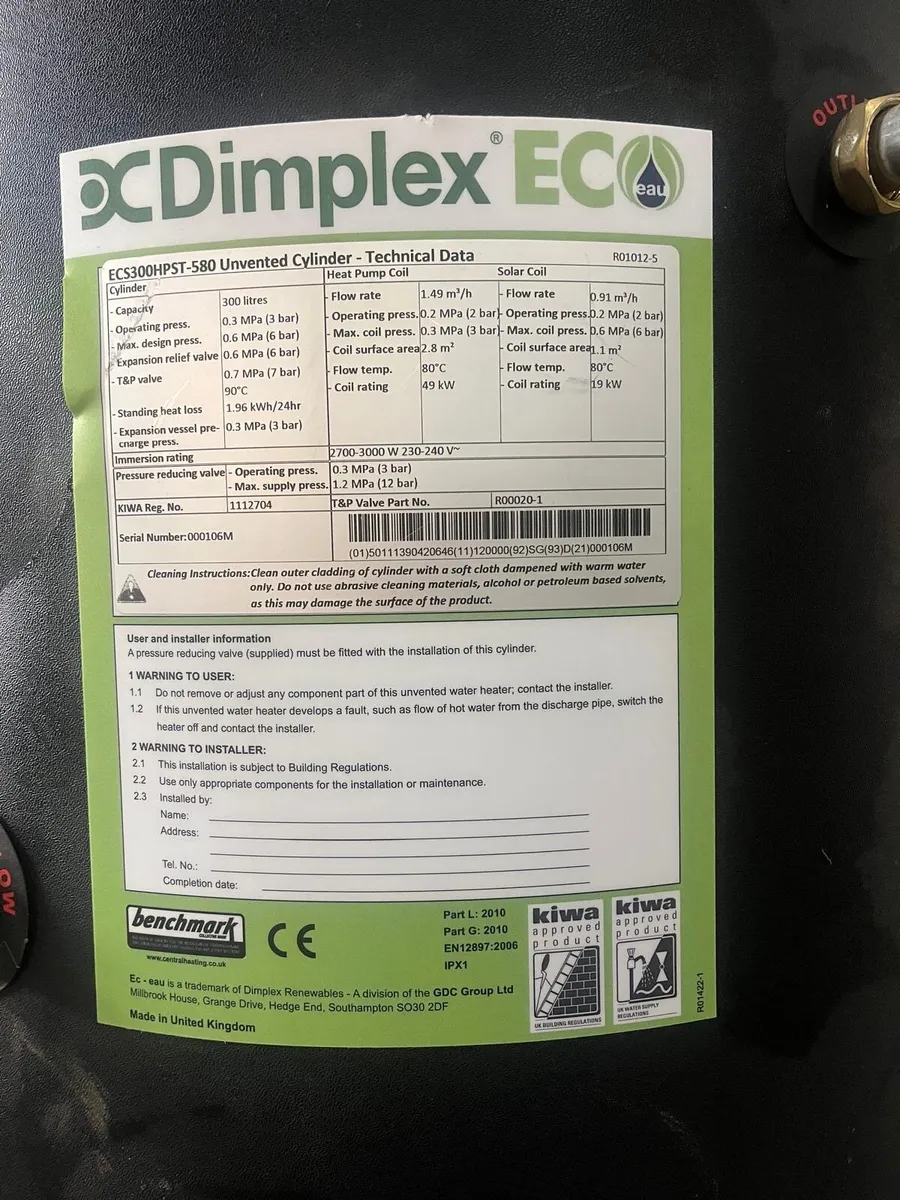 OUTL
Dimplex® ECO
eau
ECS300HPST-580 Unvented Cylinder - Technical Data R01012-5
Cylinder Heat Pump Coil Solar Coil
- Capacity 300 litres - Flow rate 1.49 m³/h - Flow rate 0.91 m³/h
- Operating press. 0.3 MPa (3 bar) - Operating press. 0.2 MPa (2 bar) - Operating press. 0.2 MPa (2 bar)
- Max. design press. 0.6 MPa (6 bar) - Max. coil press. 0.3 MPa (3 bar) - Max. coil press. 0.6 MPa (6 bar)
- Expansion relief valve 0.6 MPa (6 bar) - Coil surface area 2.8 m² - Coil surface area 1.1 m²
- T&P valve 0.7 MPa (7 bar) - Flow temp. 80°C - Flow temp. 80°C
90°C - Coil rating 49 kW - Coil rating 19 kW
- Standing heat loss 1.96 kWh/24hr
- Expansion vessel pre- 0.3 MPa (3 bar)
cnarge press.
Immersion rating 2700-3000 W 230-240 V~
Pressure reducing valve - Operating press. 0.3 MPa (3 bar)
- Max. supply press. 1.2 MPa (12 bar)
KIWA Reg. No. 1112704 T&P Valve Part No. R00020-1
Serial Number:000106M
(01)50111390420646(11)120000(92)SG(93)D(21)000106M
Cleaning Instructions:Clean outer cladding of cylinder with a soft cloth dampened with warm water
only. Do not use abrasive cleaning materials, alcohol or petroleum based solvents,
as this may damage the surface of the product.
User and installer information
A pressure reducing valve (supplied) must be fitted with the installation of this cylinder.
1 WARNING TO USER:
1.1 Do not remove or adjust any component part of this unvented water heater; contact the installer.
1.2 If this unvented water heater develops a fault, such as flow of hot water from the discharge pipe, switch the
heater off and contact the installer.
2 WARNING TO INSTALLER:
2.1 This installation is subject to Building Regulations.
2.2 Use only appropriate components for the installation or maintenance.
2.3 Installed by:
Name:
Address:
Tel. No.:
Completion date:
benchmark
www.centralheating.co.uk
CE
Part L: 2010
Part G: 2010
EN12897:2006
IPX1
kiwa
approved
product
UK BUILDING REGULATIONS
kiwa
approved
product
UK WATER SUPPLY
REGULATIONS
R01422-1
Ec - eau is a trademark of Dimplex Renewables - A division of the GDC Group Ltd
Millbrook House, Grange Drive, Hedge End, Southampton SO30 2DF
Made in United Kingdom